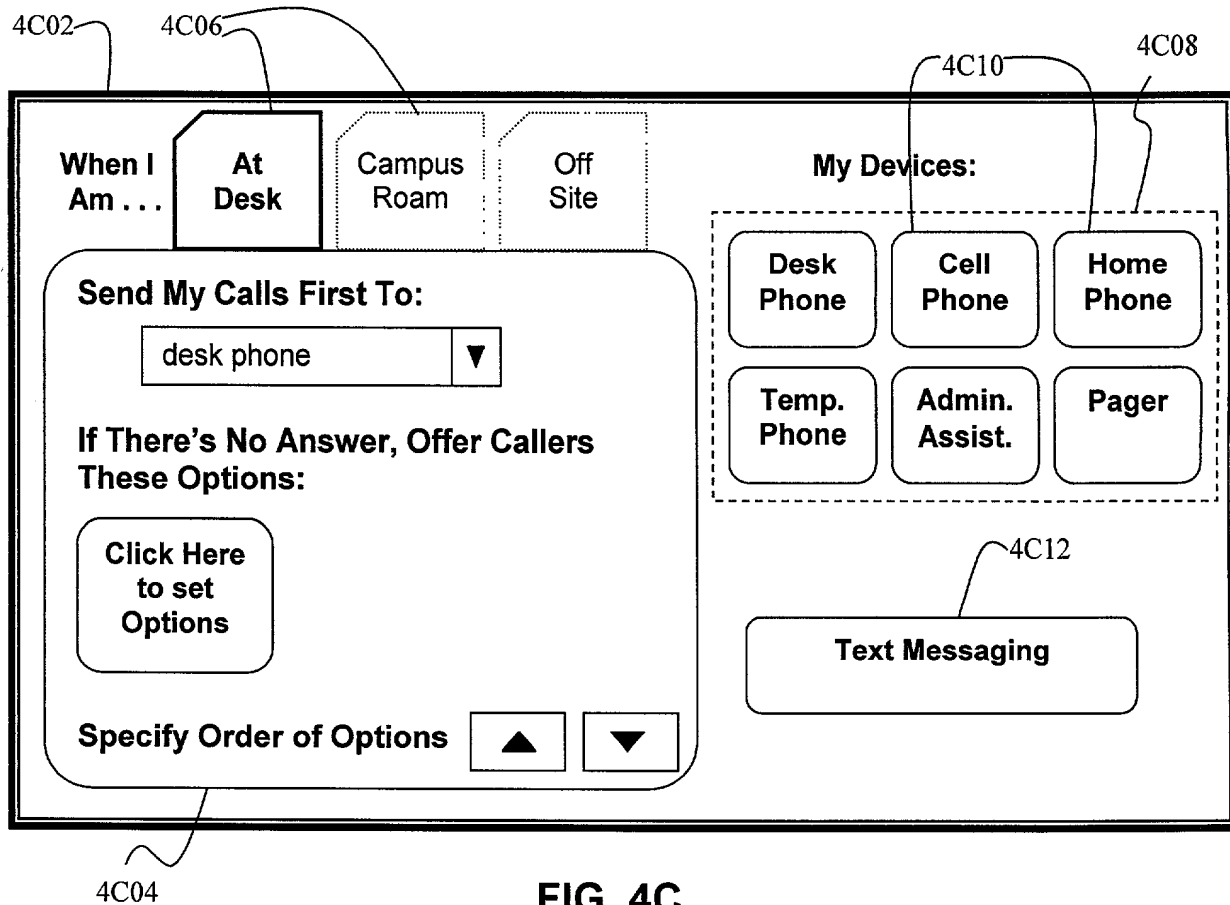 4C02
4C06
4C10
4C08
When I
Am . . .
At
Desk
Campus
Roam
Off
Site
My Devices:
Send My Calls First To:
desk phone
If There's No Answer, Offer Callers
These Options:
Click Here
to set
Options
Specify Order of Options
Desk
Phone
Cell
Phone
Home
Phone
Temp.
Phone
Admin.
Assist.
Pager
4C12
Text Messaging
4C04
FIG. 4C